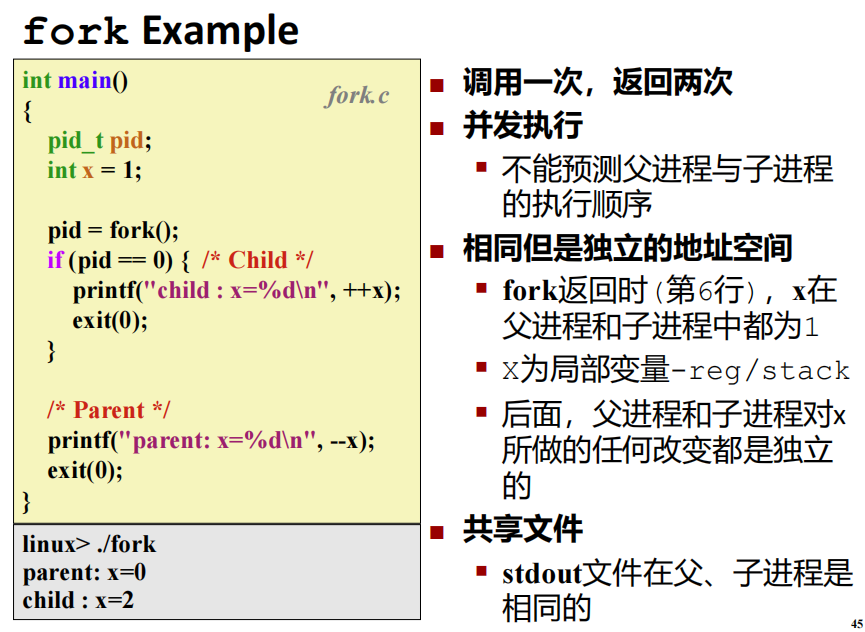 fork Example
int main()
fork.c
{
pid_t pid;
int x = 1;
pid = fork();
if (pid == 0) { /* Child */
printf("child : x=%d\n", ++x);
exit(0);
}
/* Parent */
printf("parent: x=%d\n", --x);
exit(0);
}
linux> ./fork
parent: x=0
child : x=2
■ 调用一次，返回两次
■ 并发执行
▪ 不能预测父进程与子进程
的执行顺序
■ 相同但是独立的地址空间
▪ fork返回时(第6行)，x在
父进程和子进程中都为1
▪ X为局部变量-reg/stack
▪ 后面，父进程和子进程对x
所做的任何改变都是独立
的
■ 共享文件
▪ stdout文件在父、子进程是
相同的
45